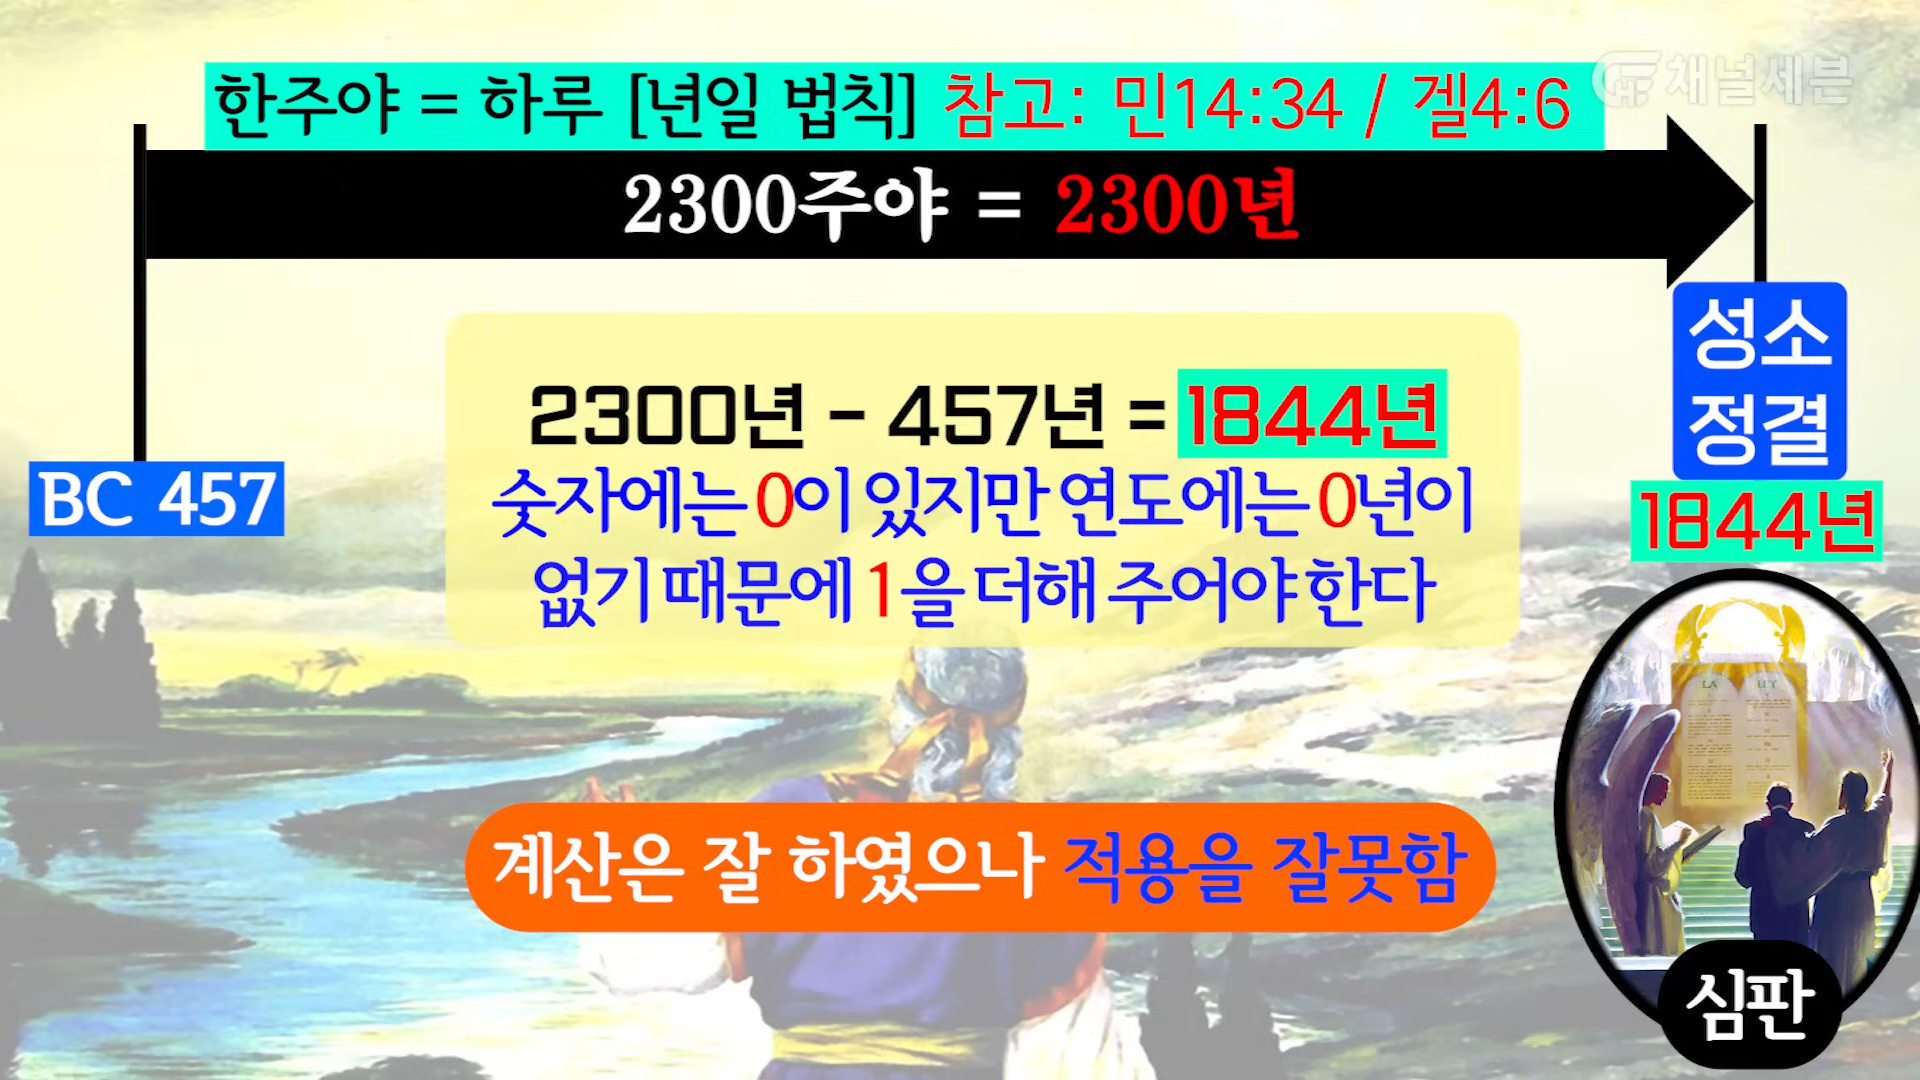 채널세븐
한주야 = 하루 [년일 법칙] 참고: 민14:34 / 겔4:6
2300주야 = 2300년
성소
정결
1844년
BC 457
2300년 - 457년 = 1844년
숫자에는 0이 있지만 연도에는 0년이
없기 때문에 1을 더해 주어야 한다
LA LEY
계산은 잘 하였으나 적용을 잘못함
심판